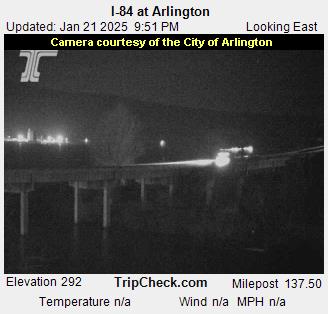 I-84 at Arlington
Updated: Jan 21 2025 9:51 PM Looking East
Camera courtesy of the City of Arlington
Elevation 292 TripCheck.com Milepost 137.50
Temperature n/a Wind n/a MPH n/a